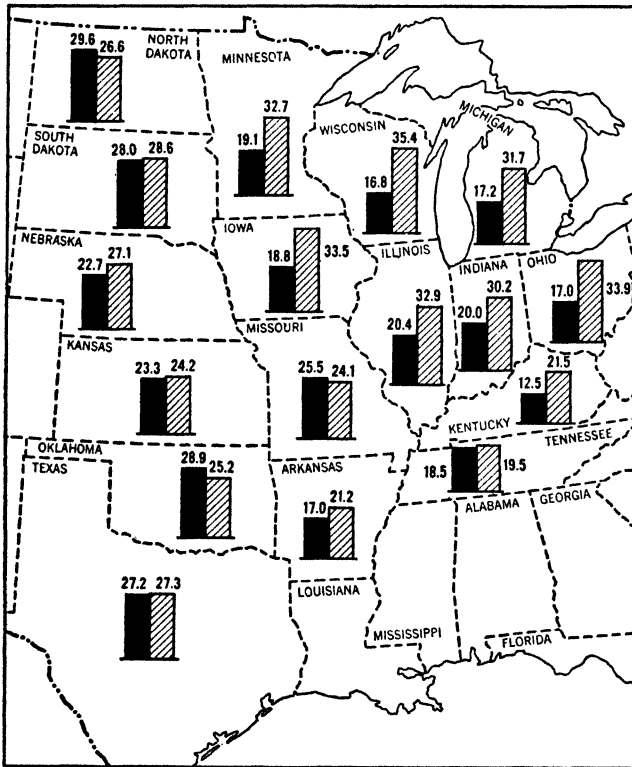 29.6 26.6
NORTH
DAKOTA
MINNESOTA
19.1 32.7
WISCONSIN
16.8 35.4
MICHIGAN
17.2 31.7
SOUTH
DAKOTA
28.0 28.6
NEBRASKA
22.7 27.1
IOWA
18.8 33.5
ILLINOIS
20.4 32.9
INDIANA
20.0 30.2
OHIO
17.0 33.9
KANSAS
23.3 24.2
MISSOURI
25.5 24.1
KENTUCKY
12.5 21.5
TENNESSEE
18.5 19.5
OKLAHOMA
28.9 25.2
TEXAS
27.2 27.3
ARKANSAS
17.0 21.2
LOUISIANA
MISSISSIPPI
ALABAMA
GEORGIA
FLORIDA